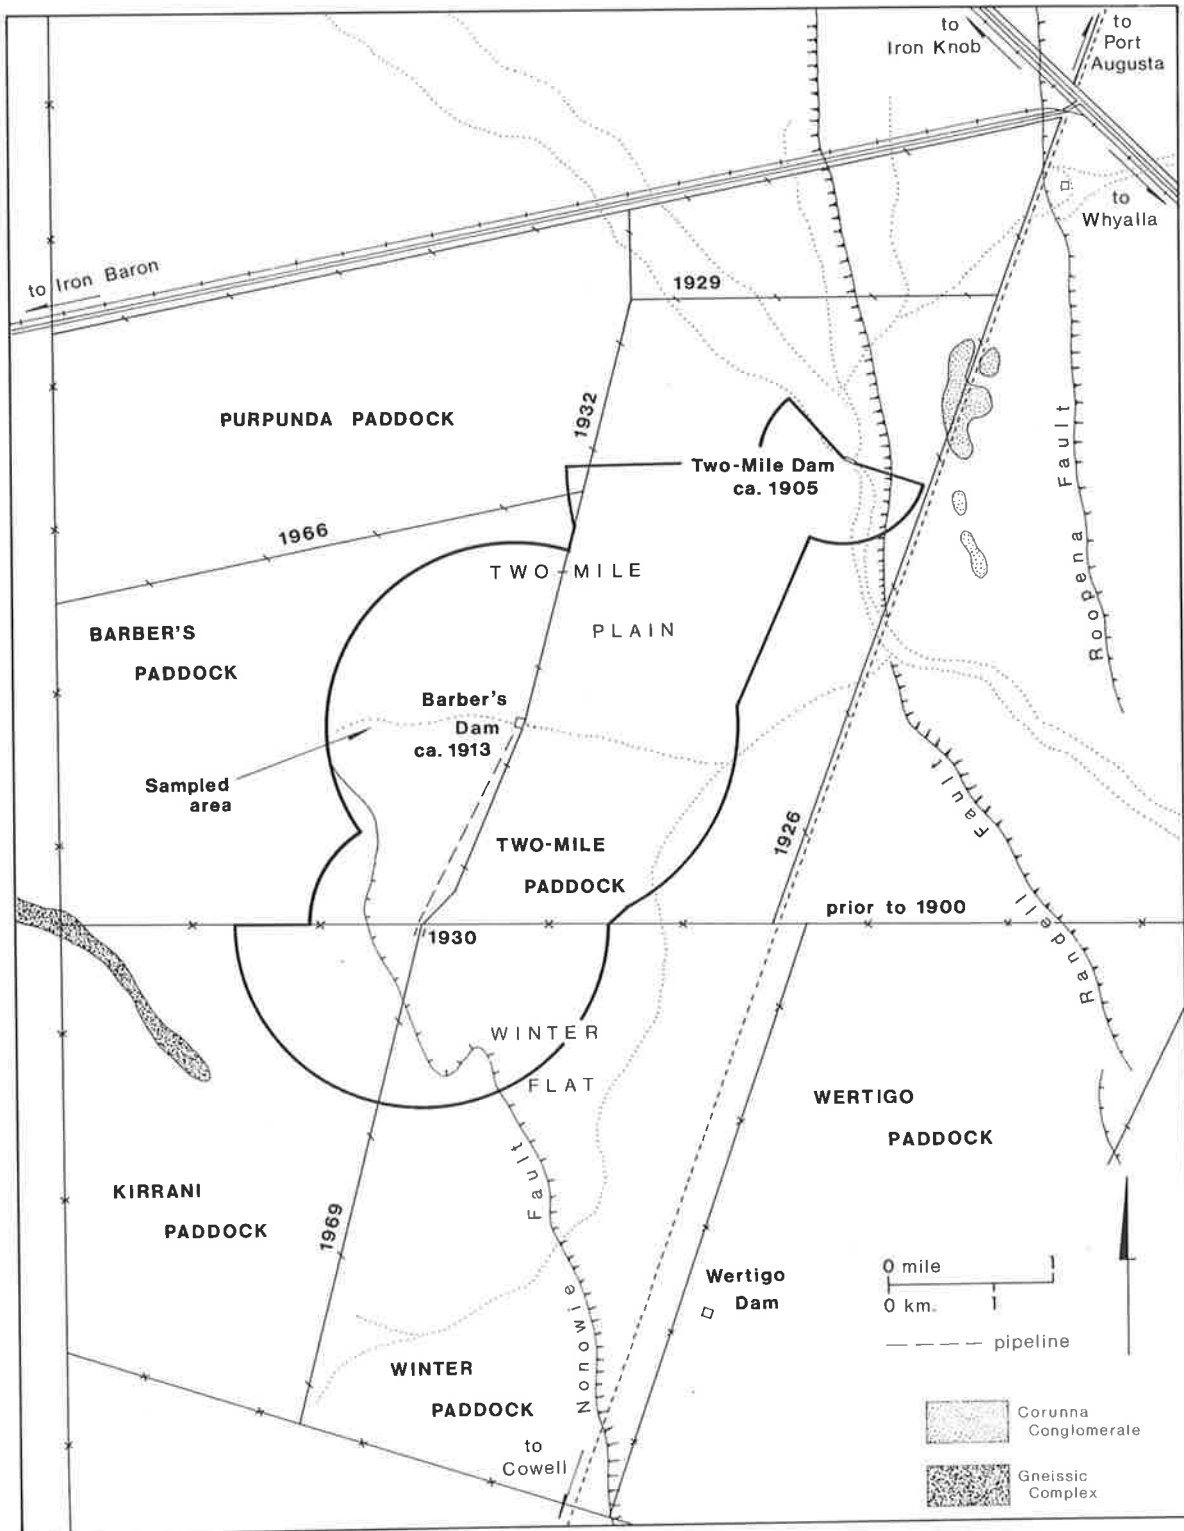 to
Iron Knob
to
Port
Augusta
to
Whyalla
to Iron Baron
1929
PURPUNDA PADDOCK
1932
Two-Mile Dam
ca. 1905
Roopena Fault
1966
TWO-MILE
PLAIN
BARBER'S
PADDOCK
Barber's
Dam
ca. 1913
Sampled
area
1926
Randell Fault
TWO-MILE
PADDOCK
prior to 1900
1930
WINTER
FLAT
WERTIGO
PADDOCK
KIRRANI
PADDOCK
1969
Nonowie Fault
Wertigo
Dam
0 mile 1
0 km. 1
pipeline
WINTER
PADDOCK
to
Cowell
Corunna
Conglomerale
Gneissic
Complex